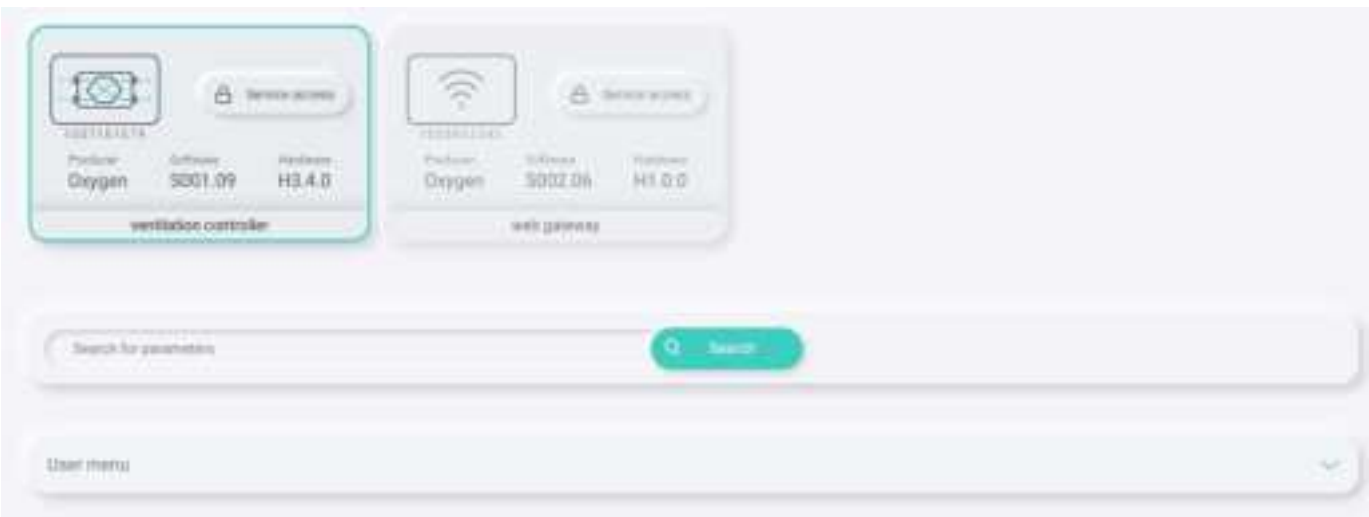 Service access
Service access
Producer Software Hardware
Oxygen S001.09 H3.4.0
ventilation controller
Producer Software Hardware
Oxygen S002.06 H1.0.0
web gateway
Search for parameters
Search
User menu